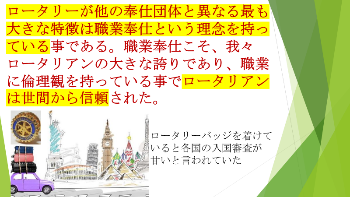 ロータリーが他の奉仕団体と異なる最も
大きな特徴は職業奉仕という理念を持っ
ている事である。職業奉仕こそ、我々
ロータリアンの大きな誇りであり、職業
に倫理観を持っている事でロータリアン
は世間から信頼された。
ロータリーバッジを着けて
いると各国の入国審査が
甘いと言われていた